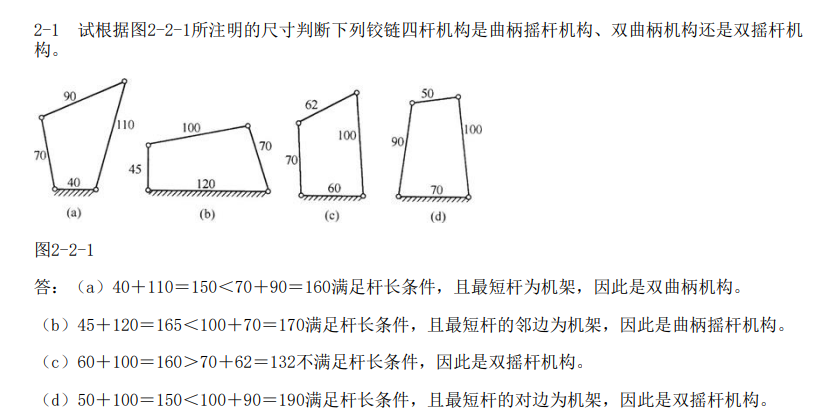 2-1 试根据图2-2-1所注明的尺寸判断下列铰链四杆机构是曲柄摇杆机构、双曲柄机构还是双摇杆机
构。
90 110 70 40 (a)
100 70 45 120 (b)
62 100 70 60 (c)
50 100 90 70 (d)
图2-2-1
答：（a）40＋110＝150＜70＋90＝160满足杆长条件，且最短杆为机架，因此是双曲柄机构。
（b）45＋120＝165＜100＋70＝170满足杆长条件，且最短杆的邻边为机架，因此是曲柄摇杆机构。
（c）60＋100＝160＞70＋62＝132不满足杆长条件，因此是双摇杆机构。
（d）50＋100＝150＜100＋90＝190满足杆长条件，且最短杆的对边为机架，因此是双摇杆机构。